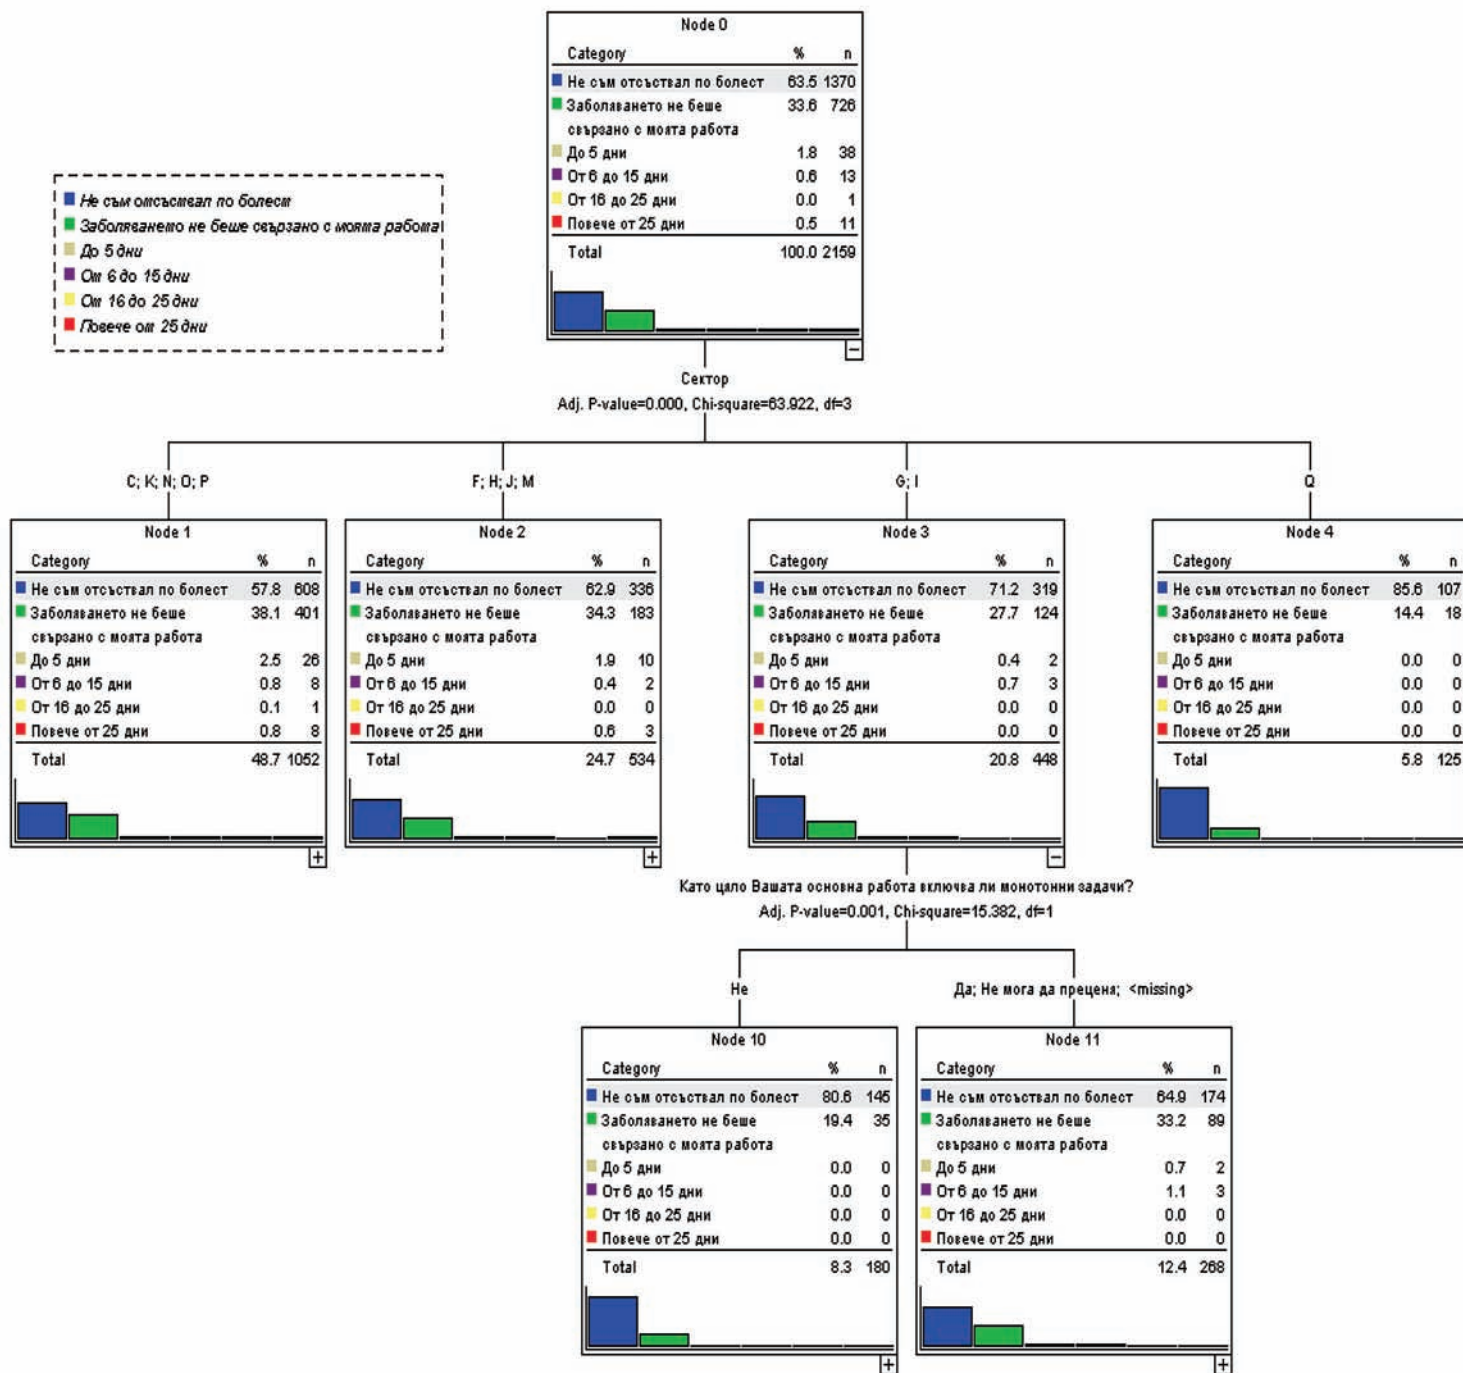 Node 0
Category % n
Не съм отсъствал по болест 63.5 1370
Заболяването не беше 33.6 726
свързано с моята работа
До 5 дни 1.8 38
От 6 до 15 дни 0.6 13
От 16 до 25 дни 0.0 1
Повече от 25 дни 0.5 11
Total 100.0 2159
Не съм отсъствал по болест
Заболяването не беше свързано с моята работа
До 5 дни
От 6 до 15 дни
От 16 до 25 дни
Повече от 25 дни
Сектор
Adj. P-value=0.000, Chi-square=63.922, df=3
C; K; N; O; P
F; H; J; M
G; I
Q
Node 1
Category % n
Не съм отсъствал по болест 57.8 608
Заболяването не беше 38.1 401
свързано с моята работа
До 5 дни 2.5 26
От 6 до 15 дни 0.8 8
От 16 до 25 дни 0.1 1
Повече от 25 дни 0.8 8
Total 48.7 1052
Node 2
Category % n
Не съм отсъствал по болест 62.9 336
Заболяването не беше 34.3 183
свързано с моята работа
До 5 дни 1.9 10
От 6 до 15 дни 0.4 2
От 16 до 25 дни 0.0 0
Повече от 25 дни 0.6 3
Total 24.7 534
Node 3
Category % n
Не съм отсъствал по болест 71.2 319
Заболяването не беше 27.7 124
свързано с моята работа
До 5 дни 0.4 2
От 6 до 15 дни 0.7 3
От 16 до 25 дни 0.0 0
Повече от 25 дни 0.0 0
Total 20.8 448
Node 4
Category % n
Не съм отсъствал по болест 85.6 107
Заболяването не беше 14.4 18
свързано с моята работа
До 5 дни 0.0 0
От 6 до 15 дни 0.0 0
От 16 до 25 дни 0.0 0
Повече от 25 дни 0.0 0
Total 5.8 125
Като цяло Вашата основна работа включва ли монотонни задачи?
Adj. P-value=0.001, Chi-square=15.382, df=1
Не
Да; Не мога да преценя; <missing>
Node 10
Category % n
Не съм отсъствал по болест 80.6 145
Заболяването не беше 19.4 35
свързано с моята работа
До 5 дни 0.0 0
От 6 до 15 дни 0.0 0
От 16 до 25 дни 0.0 0
Повече от 25 дни 0.0 0
Total 8.3 180
Node 11
Category % n
Не съм отсъствал по болест 64.9 174
Заболяването не беше 33.2 89
свързано с моята работа
До 5 дни 0.7 2
От 6 до 15 дни 1.1 3
От 16 до 25 дни 0.0 0
Повече от 25 дни 0.0 0
Total 12.4 268